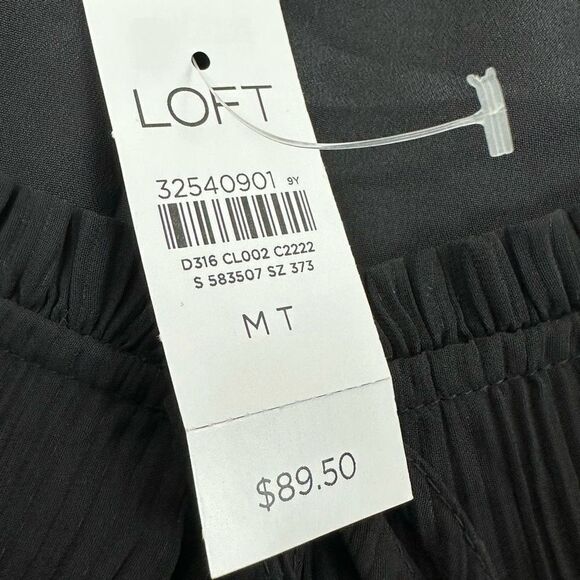 LOFT
32540901 9Y
D316 CL002 C2222
S 583507 SZ 373
M T
$89.50